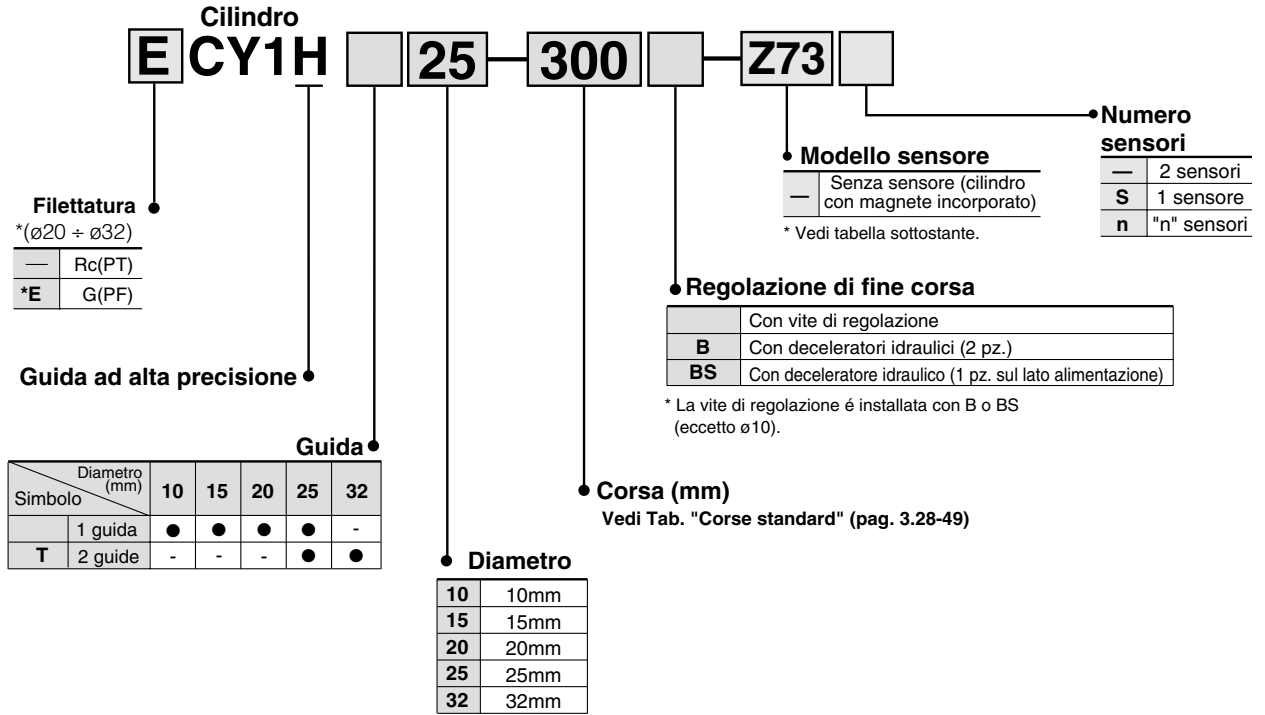 Cilindro
E CY1H 25 - 300 - Z73
Numero
sensori
— 2 sensori
S 1 sensore
n "n" sensori
Modello sensore
— Senza sensore (cilindro
con magnete incorporato)
* Vedi tabella sottostante.
Filettatura
*(ø20 ÷ ø32)
— Rc(PT)
*E G(PF)
Regolazione di fine corsa
Con vite di regolazione
B Con deceleratori idraulici (2 pz.)
BS Con deceleratore idraulico (1 pz. sul lato alimentazione)
* La vite di regolazione é installata con B o BS
(eccetto ø10).
Guida ad alta precisione
Guida
Diametro
(mm)
Simbolo 10 15 20 25 32
1 guida ● ● ● ● -
T 2 guide - - - ● ●
Corsa (mm)
Vedi Tab. "Corse standard" (pag. 3.28-49)
Diametro
10 10mm
15 15mm
20 20mm
25 25mm
32 32mm